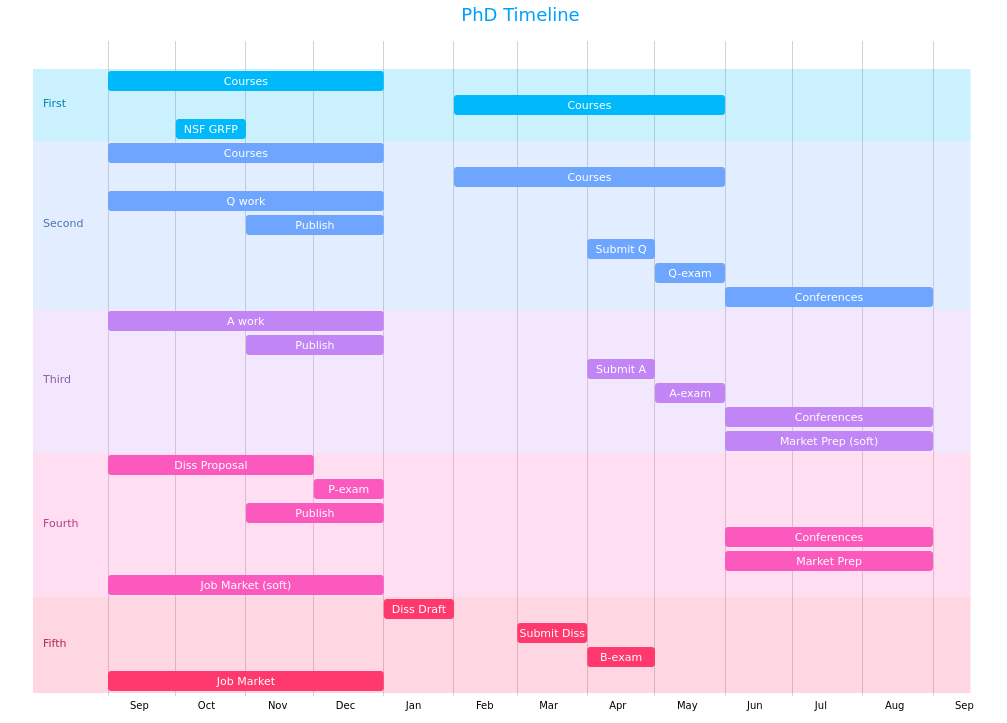 PhD Timeline
First
Courses
Courses
NSF GRFP
Second
Courses
Courses
Q work
Publish
Submit Q
Q-exam
Conferences
Third
A work
Publish
Submit A
A-exam
Conferences
Market Prep (soft)
Fourth
Diss Proposal
P-exam
Publish
Conferences
Market Prep
Job Market (soft)
Fifth
Diss Draft
Submit Diss
B-exam
Job Market
Sep Oct Nov Dec Jan Feb Mar Apr May Jun Jul Aug Sep